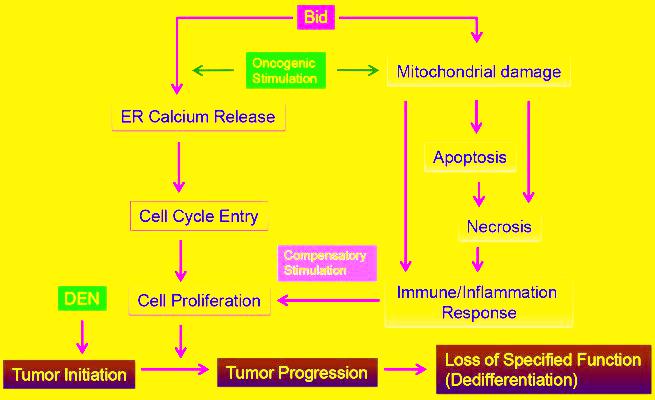 Bid
Oncogenic
Stimulation
Mitochondrial damage
ER Calcium Release
Apoptosis
Cell Cycle Entry
Necrosis
Compensatory
Stimulation
DEN
Cell Proliferation
Immune/Inflammation
Response
Tumor Initiation
Tumor Progression
Loss of Specified Function
(Dedifferentiation)